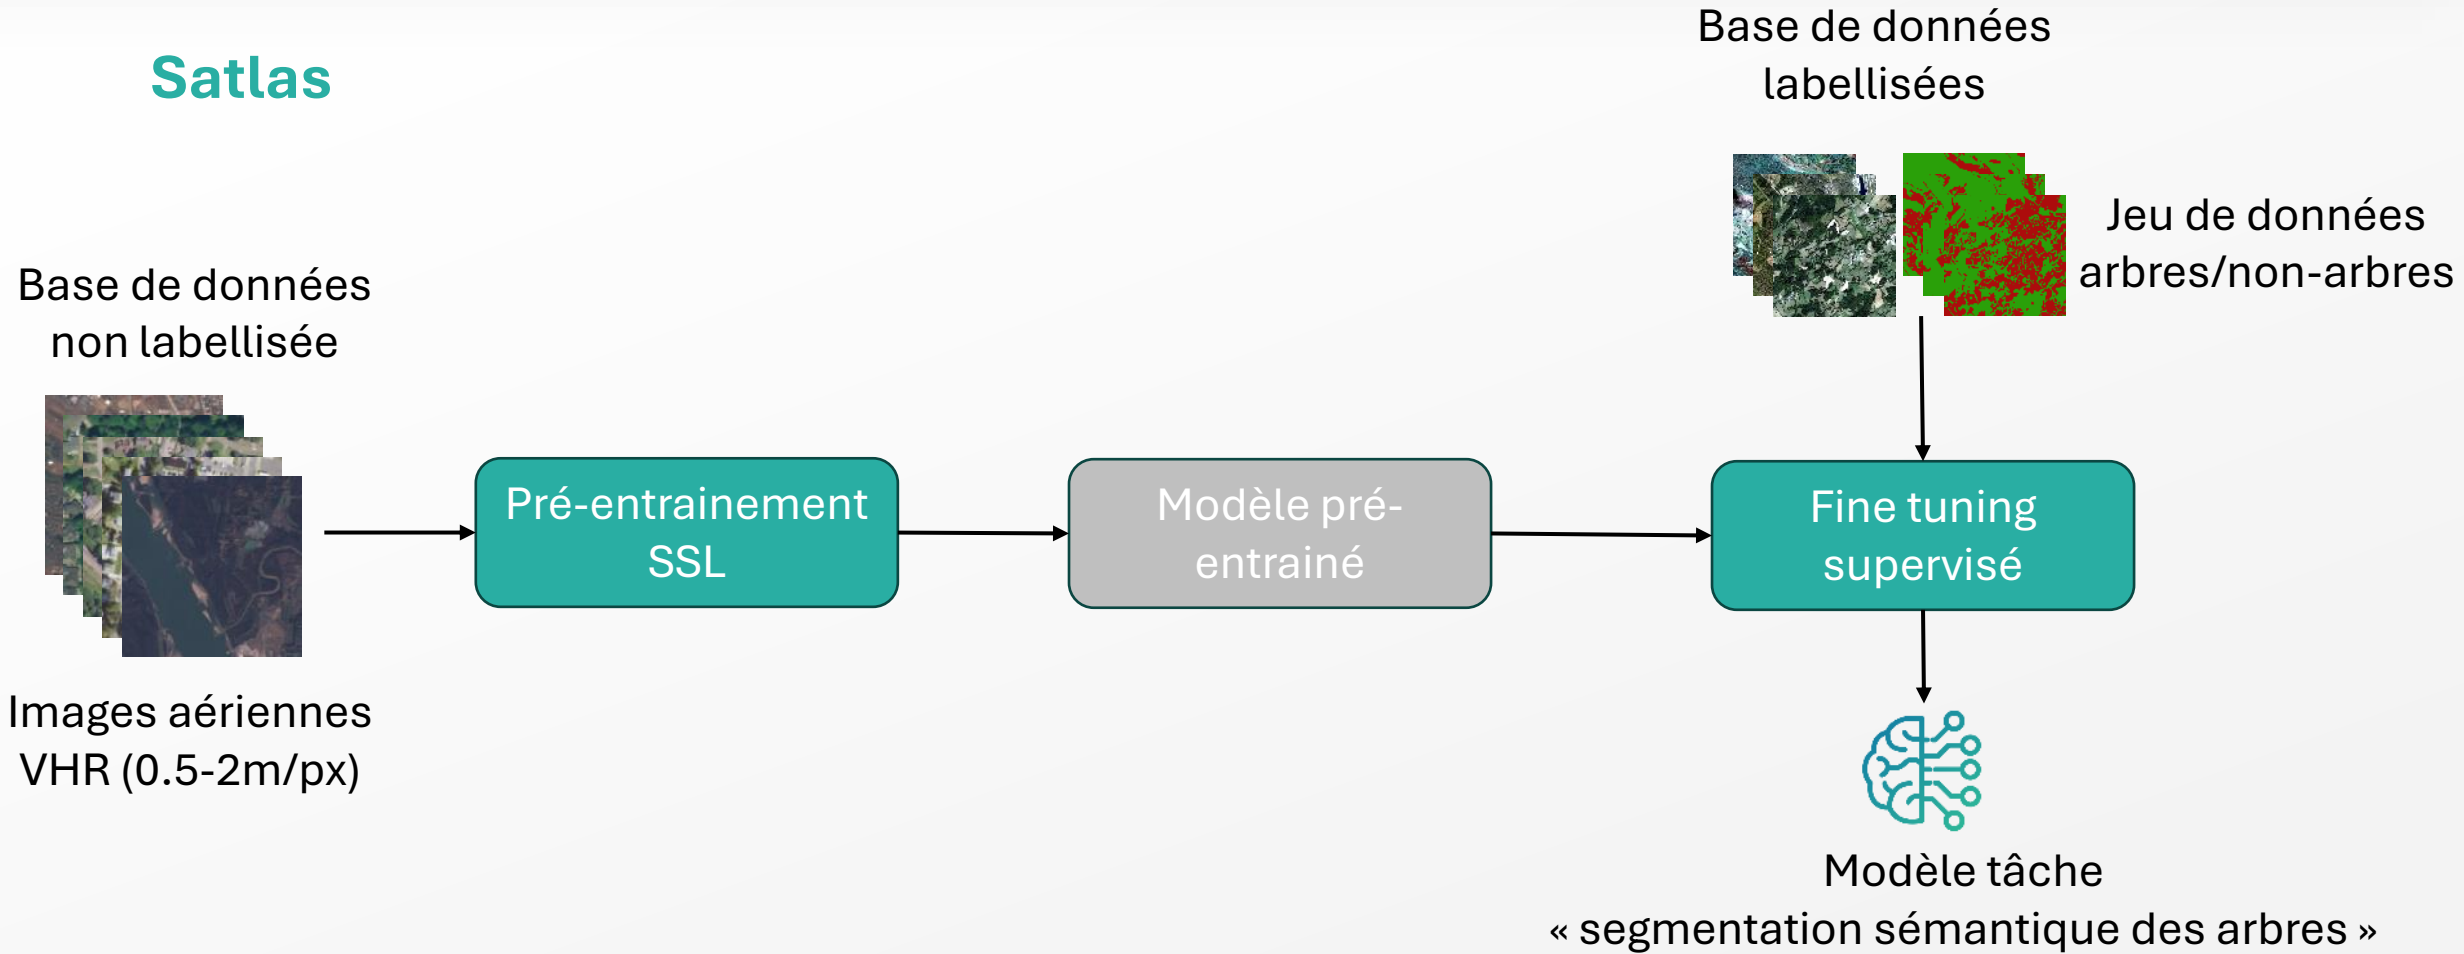 Satlas
Base de données
labellisées
Jeu de données
arbres/non-arbres
Base de données
non labellisée
Images aériennes
VHR (0.5-2m/px)
Pré-entrainement
SSL
Modèle pré-
entrainé
Fine tuning
supervisé
Modèle tâche
« segmentation sémantique des arbres »